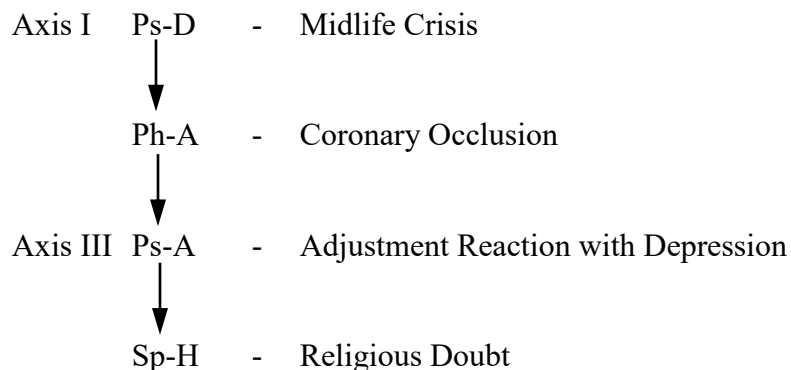 Axis I Ps-D - Midlife Crisis
Ph-A - Coronary Occlusion
Axis III Ps-A - Adjustment Reaction with Depression
Sp-H - Religious Doubt